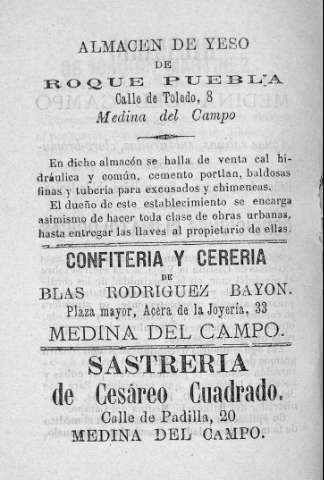 ALMACEN DE YESO
DE
ROQUE PUEBLA
Calle de Toledo, 8
Medina del Campo
En dicho almacón se halla de venta cal hi-
dráulica y común, cemento portlan, baldosas
finas y tubería para excusados y chimeneas.
El dueño de este establecimiento se encarga
asimismo de hacer toda clase de obras urbanas,
hasta entregar las llaves al propietario de ellas.
CONFITERIA Y CERERIA
DE
BLAS RODRIGUEZ BAYON.
Plaza mayor, Acera de la Joyería, 33
MEDINA DEL CAMPO.
SASTRERIA
de Cesáreo Cuadrado.
Calle de Padilla, 20
MEDINA DEL CAMPO.